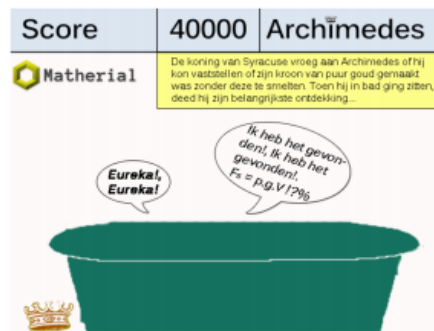 Score 40000 Archimedes
Matherial
De koning van Syracuse vroeg aan Archimedes of hij
kon vaststellen of zijn kroon van puur goud gemaakt
was zonder deze te smelten. Toen hij in bad ging zitten,
deed hij zijn belangrijkste ontdekking...
Ik heb het gevon-
den!, Ik heb het
gevonden!,
Fs = p.g.V !?%
Eureka!,
Eureka!